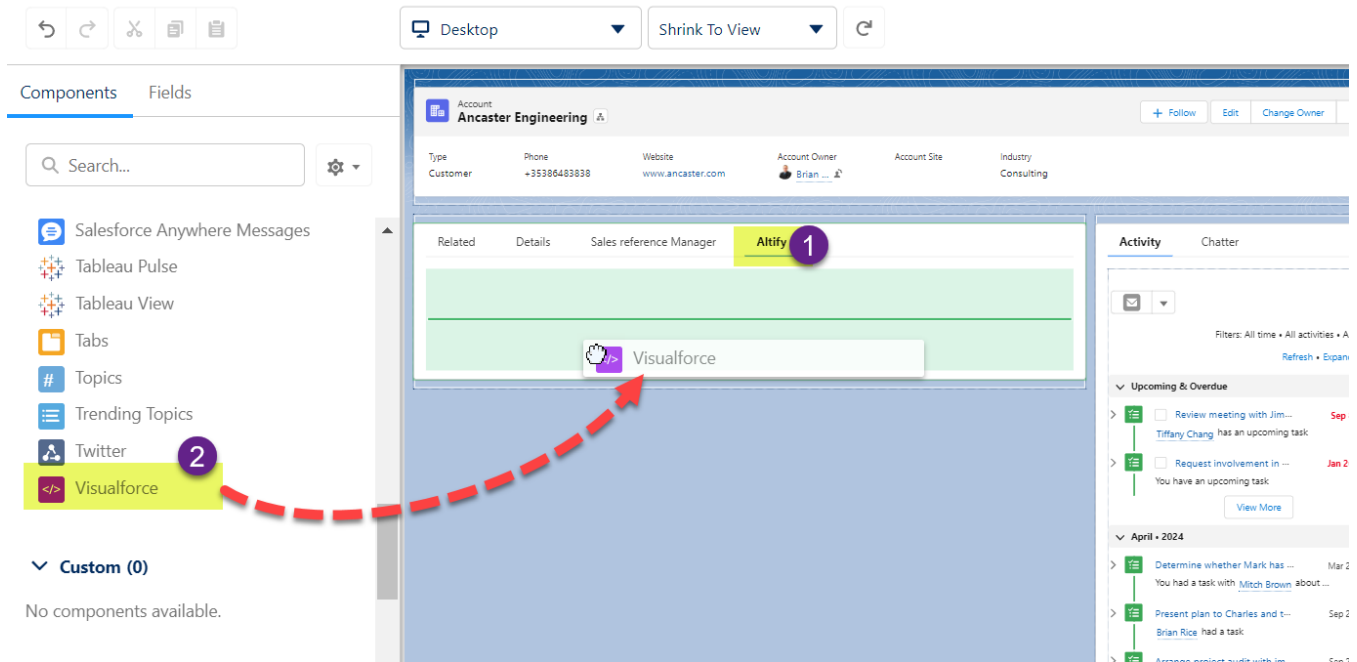 Desktop
Shrink To View
Components
Fields
Search...
Salesforce Anywhere Messages
Tableau Pulse
Tableau View
Tabs
# Topics
Trending Topics
Twitter
2
</> Visualforce
Custom (0)
No components available.
Account
Ancaster Engineering
+ Follow
Edit
Change Owner
Type
Phone
Website
Account Owner
Account Site
Industry
Customer
+35386483838
www.ancaster.com
Brian ...
Consulting
Related
Details
Sales reference Manager
Altify
1
Visualforce
Activity
Chatter
Filters: All time • All activities • A
Refresh • Expan
Upcoming & Overdue
Review meeting with Jim... Sep
Tiffany Chang has an upcoming task
Request involvement in ... Jan 2
You have an upcoming task
View More
April • 2024
Determine whether Mark has ... Mar 2
You had a task with Mitch Brown about ...
Present plan to Charles and t... Sep 2
Brian Rice had a task